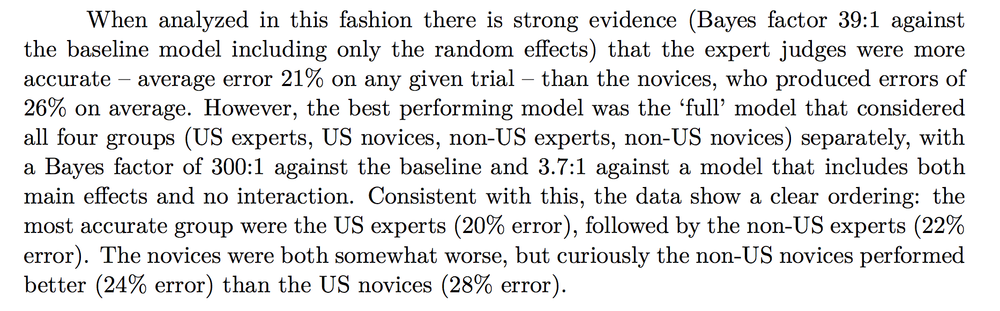 When analyzed in this fashion there is strong evidence (Bayes factor 39:1 against
the baseline model including only the random effects) that the expert judges were more
accurate – average error 21% on any given trial – than the novices, who produced errors of
26% on average. However, the best performing model was the ‘full’ model that considered
all four groups (US experts, US novices, non-US experts, non-US novices) separately, with
a Bayes factor of 300:1 against the baseline and 3.7:1 against a model that includes both
main effects and no interaction. Consistent with this, the data show a clear ordering: the
most accurate group were the US experts (20% error), followed by the non-US experts (22%
error). The novices were both somewhat worse, but curiously the non-US novices performed
better (24% error) than the US novices (28% error).